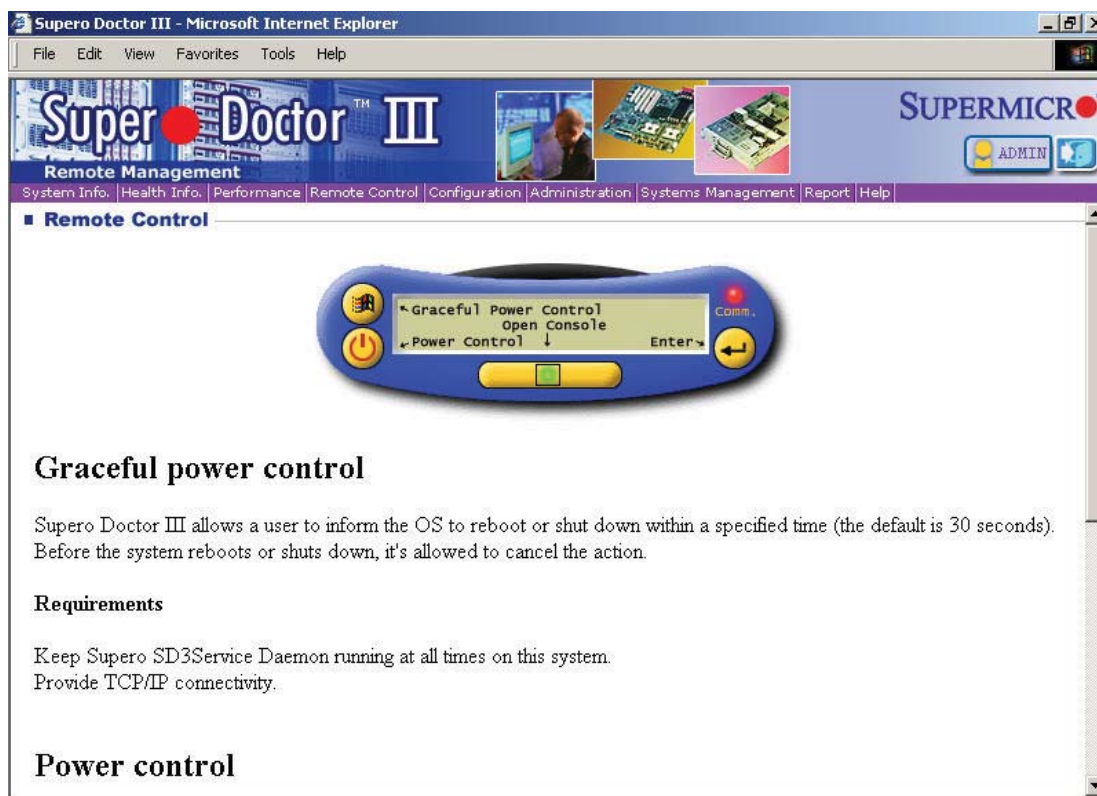 Supero Doctor III - Microsoft Internet Explorer
File Edit View Favorites Tools Help
Super Doctor™ III
SUPERMICR
Remote Management
ADMIN
System Info. Health Info. Performance Remote Control Configuration Administration Systems Management Report Help
Remote Control
Graceful Power Control
Open Console
Power Control ↓ Enter
Comm.
Graceful power control
Supero Doctor III allows a user to inform the OS to reboot or shut down within a specified time (the default is 30 seconds).
Before the system reboots or shuts down, it's allowed to cancel the action.
Requirements
Keep Supero SD3Service Daemon running at all times on this system.
Provide TCP/IP connectivity.
Power control